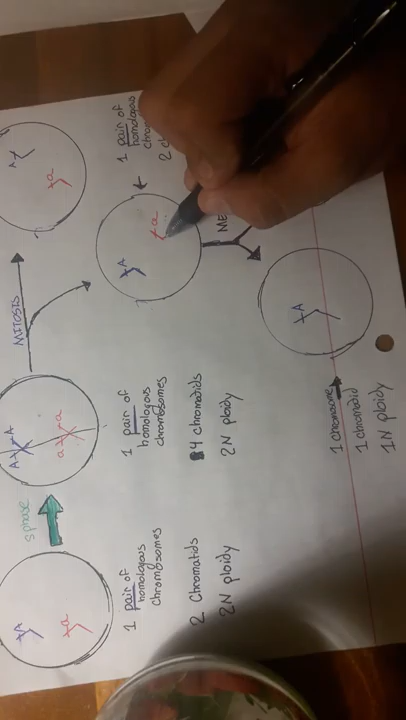 A
a
1 pair of
homologous
chromosomes
2 Chromatids
2N ploidy
S phase
A A
a a
1 pair of
homologous
chromosomes
4 chromatids
2N ploidy
MITOSIS
A
a
A
a
1 pair of
homologous
2
A
1 chromosome
1 chromatid
1N ploidy